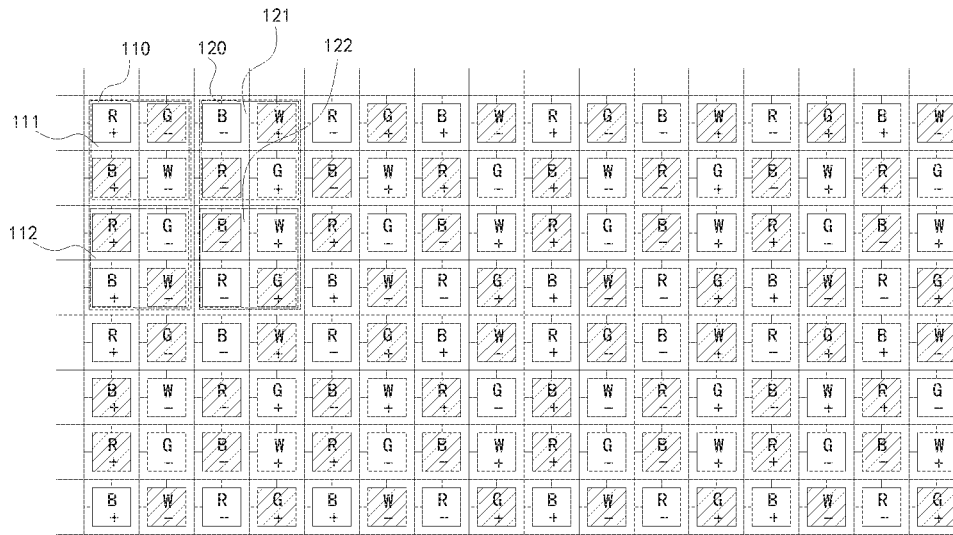 121
110 120 122
R G B W R G B W R G B W R G B W
+ - - + - + + - + - - + - + + -
111
B W R G B W R G B W R G B W R G
+ - - + - + + - + - - + - + + -
R G B W R G B W R G B W R G B W
+ - - + + - - + + - - + + - - +
112
B W R G B W R G B W R G B W R G
+ - - + + - - + + - - + + - - +
R G B W R G B W R G B W R G B W
+ - - + - + + - + - - + - + + -
B W R G B W R G B W R G B W R G
+ - - + - + + - + - - + - + + -
R G B W R G B W R G B W R G B W
+ - - + + - - + + - - + + - - +
B W R G B W R G B W R G B W R G
+ - - + + - - + + - - + + - - +